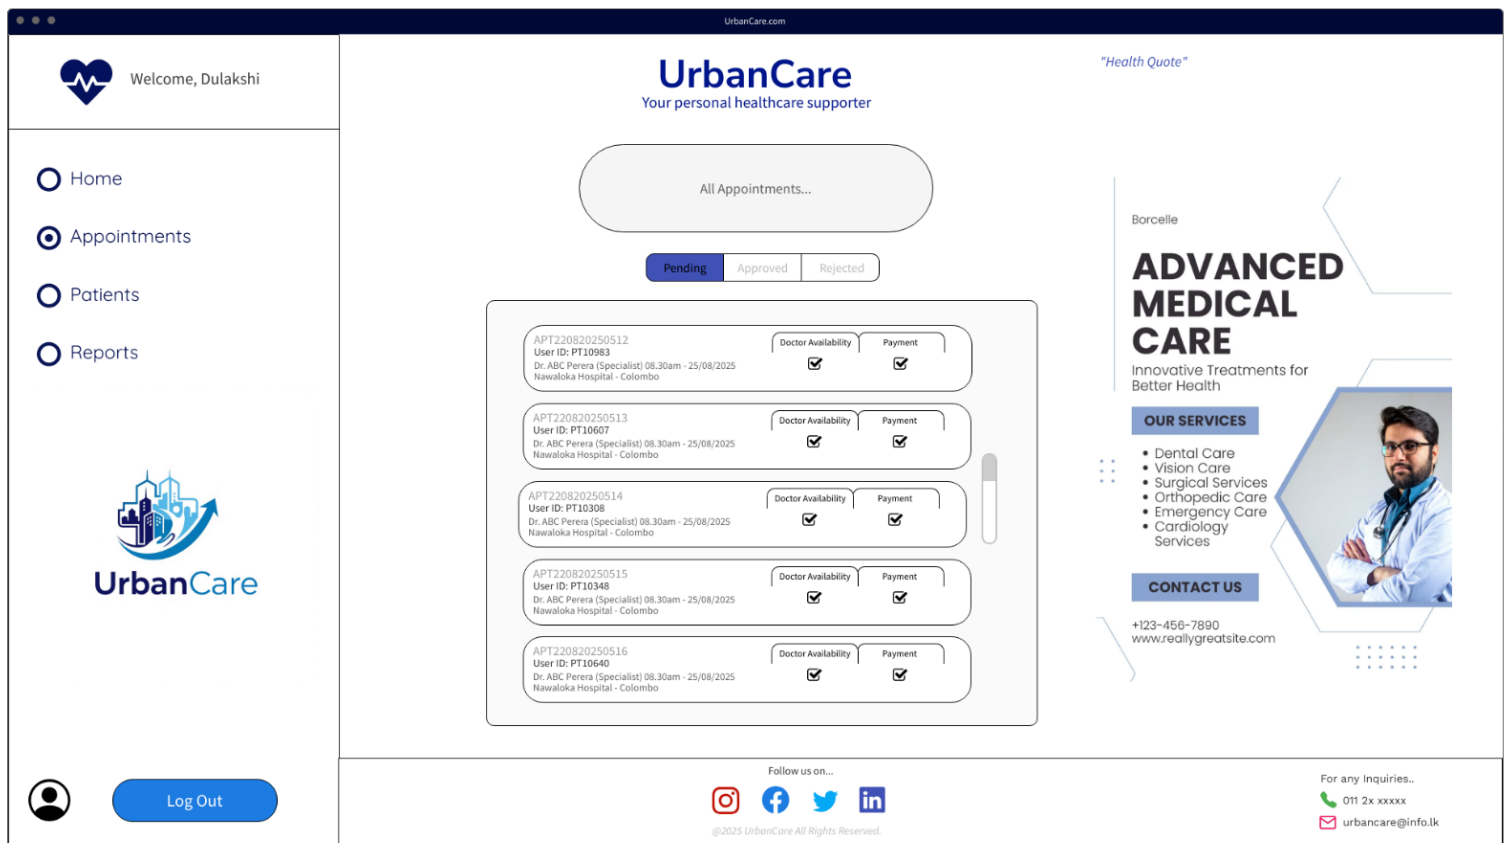 UrbanCare.com
Welcome, Dulakshi
Home
Appointments
Patients
Reports
UrbanCare
Log Out
UrbanCare
Your personal healthcare supporter
"Health Quote"
All Appointments...
Pending
Approved
Rejected
APT220820250512
User ID: PT10983
Dr. ABC Perera (Specialist) 08.30am - 25/08/2025
Nawaloka Hospital - Colombo
Doctor Availability
Payment
APT220820250513
User ID: PT10607
Dr. ABC Perera (Specialist) 08.30am - 25/08/2025
Nawaloka Hospital - Colombo
Doctor Availability
Payment
APT220820250514
User ID: PT10308
Dr. ABC Perera (Specialist) 08.30am - 25/08/2025
Nawaloka Hospital - Colombo
Doctor Availability
Payment
APT220820250515
User ID: PT10348
Dr. ABC Perera (Specialist) 08.30am - 25/08/2025
Nawaloka Hospital - Colombo
Doctor Availability
Payment
APT220820250516
User ID: PT10640
Dr. ABC Perera (Specialist) 08.30am - 25/08/2025
Nawaloka Hospital - Colombo
Doctor Availability
Payment
Borcelle
ADVANCED
MEDICAL
CARE
Innovative Treatments for
Better Health
OUR SERVICES
• Dental Care
• Vision Care
• Surgical Services
• Orthopedic Care
• Emergency Care
• Cardiology
Services
CONTACT US
+123-456-7890
www.reallygreatsite.com
Follow us on...
@2025 UrbanCare All Rights Reserved.
For any Inquiries..
011 2x xxxxx
urbancare@info.lk